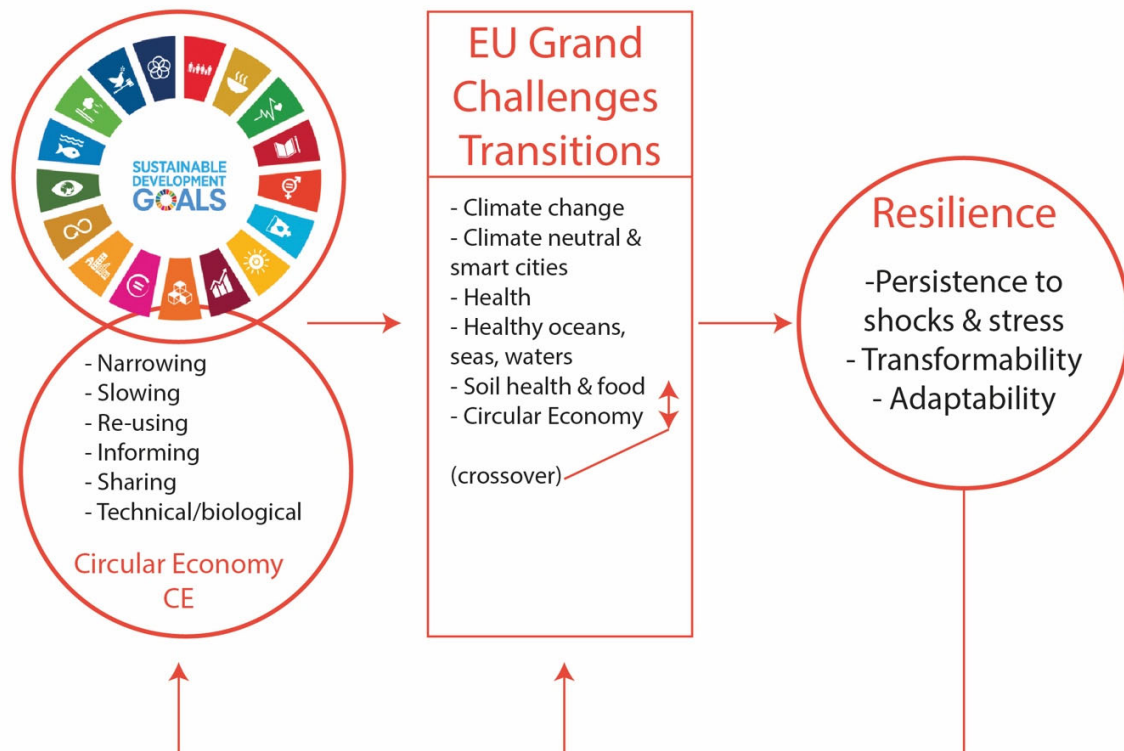 SUSTAINABLE
DEVELOPMENT
GOALS
- Narrowing
- Slowing
- Re-using
- Informing
- Sharing
- Technical/biological
Circular Economy
CE
EU Grand
Challenges
Transitions
- Climate change
- Climate neutral &
smart cities
- Health
- Healthy oceans,
seas, waters
- Soil health & food
- Circular Economy
(crossover)
Resilience
-Persistence to
shocks & stress
- Transformability
- Adaptability